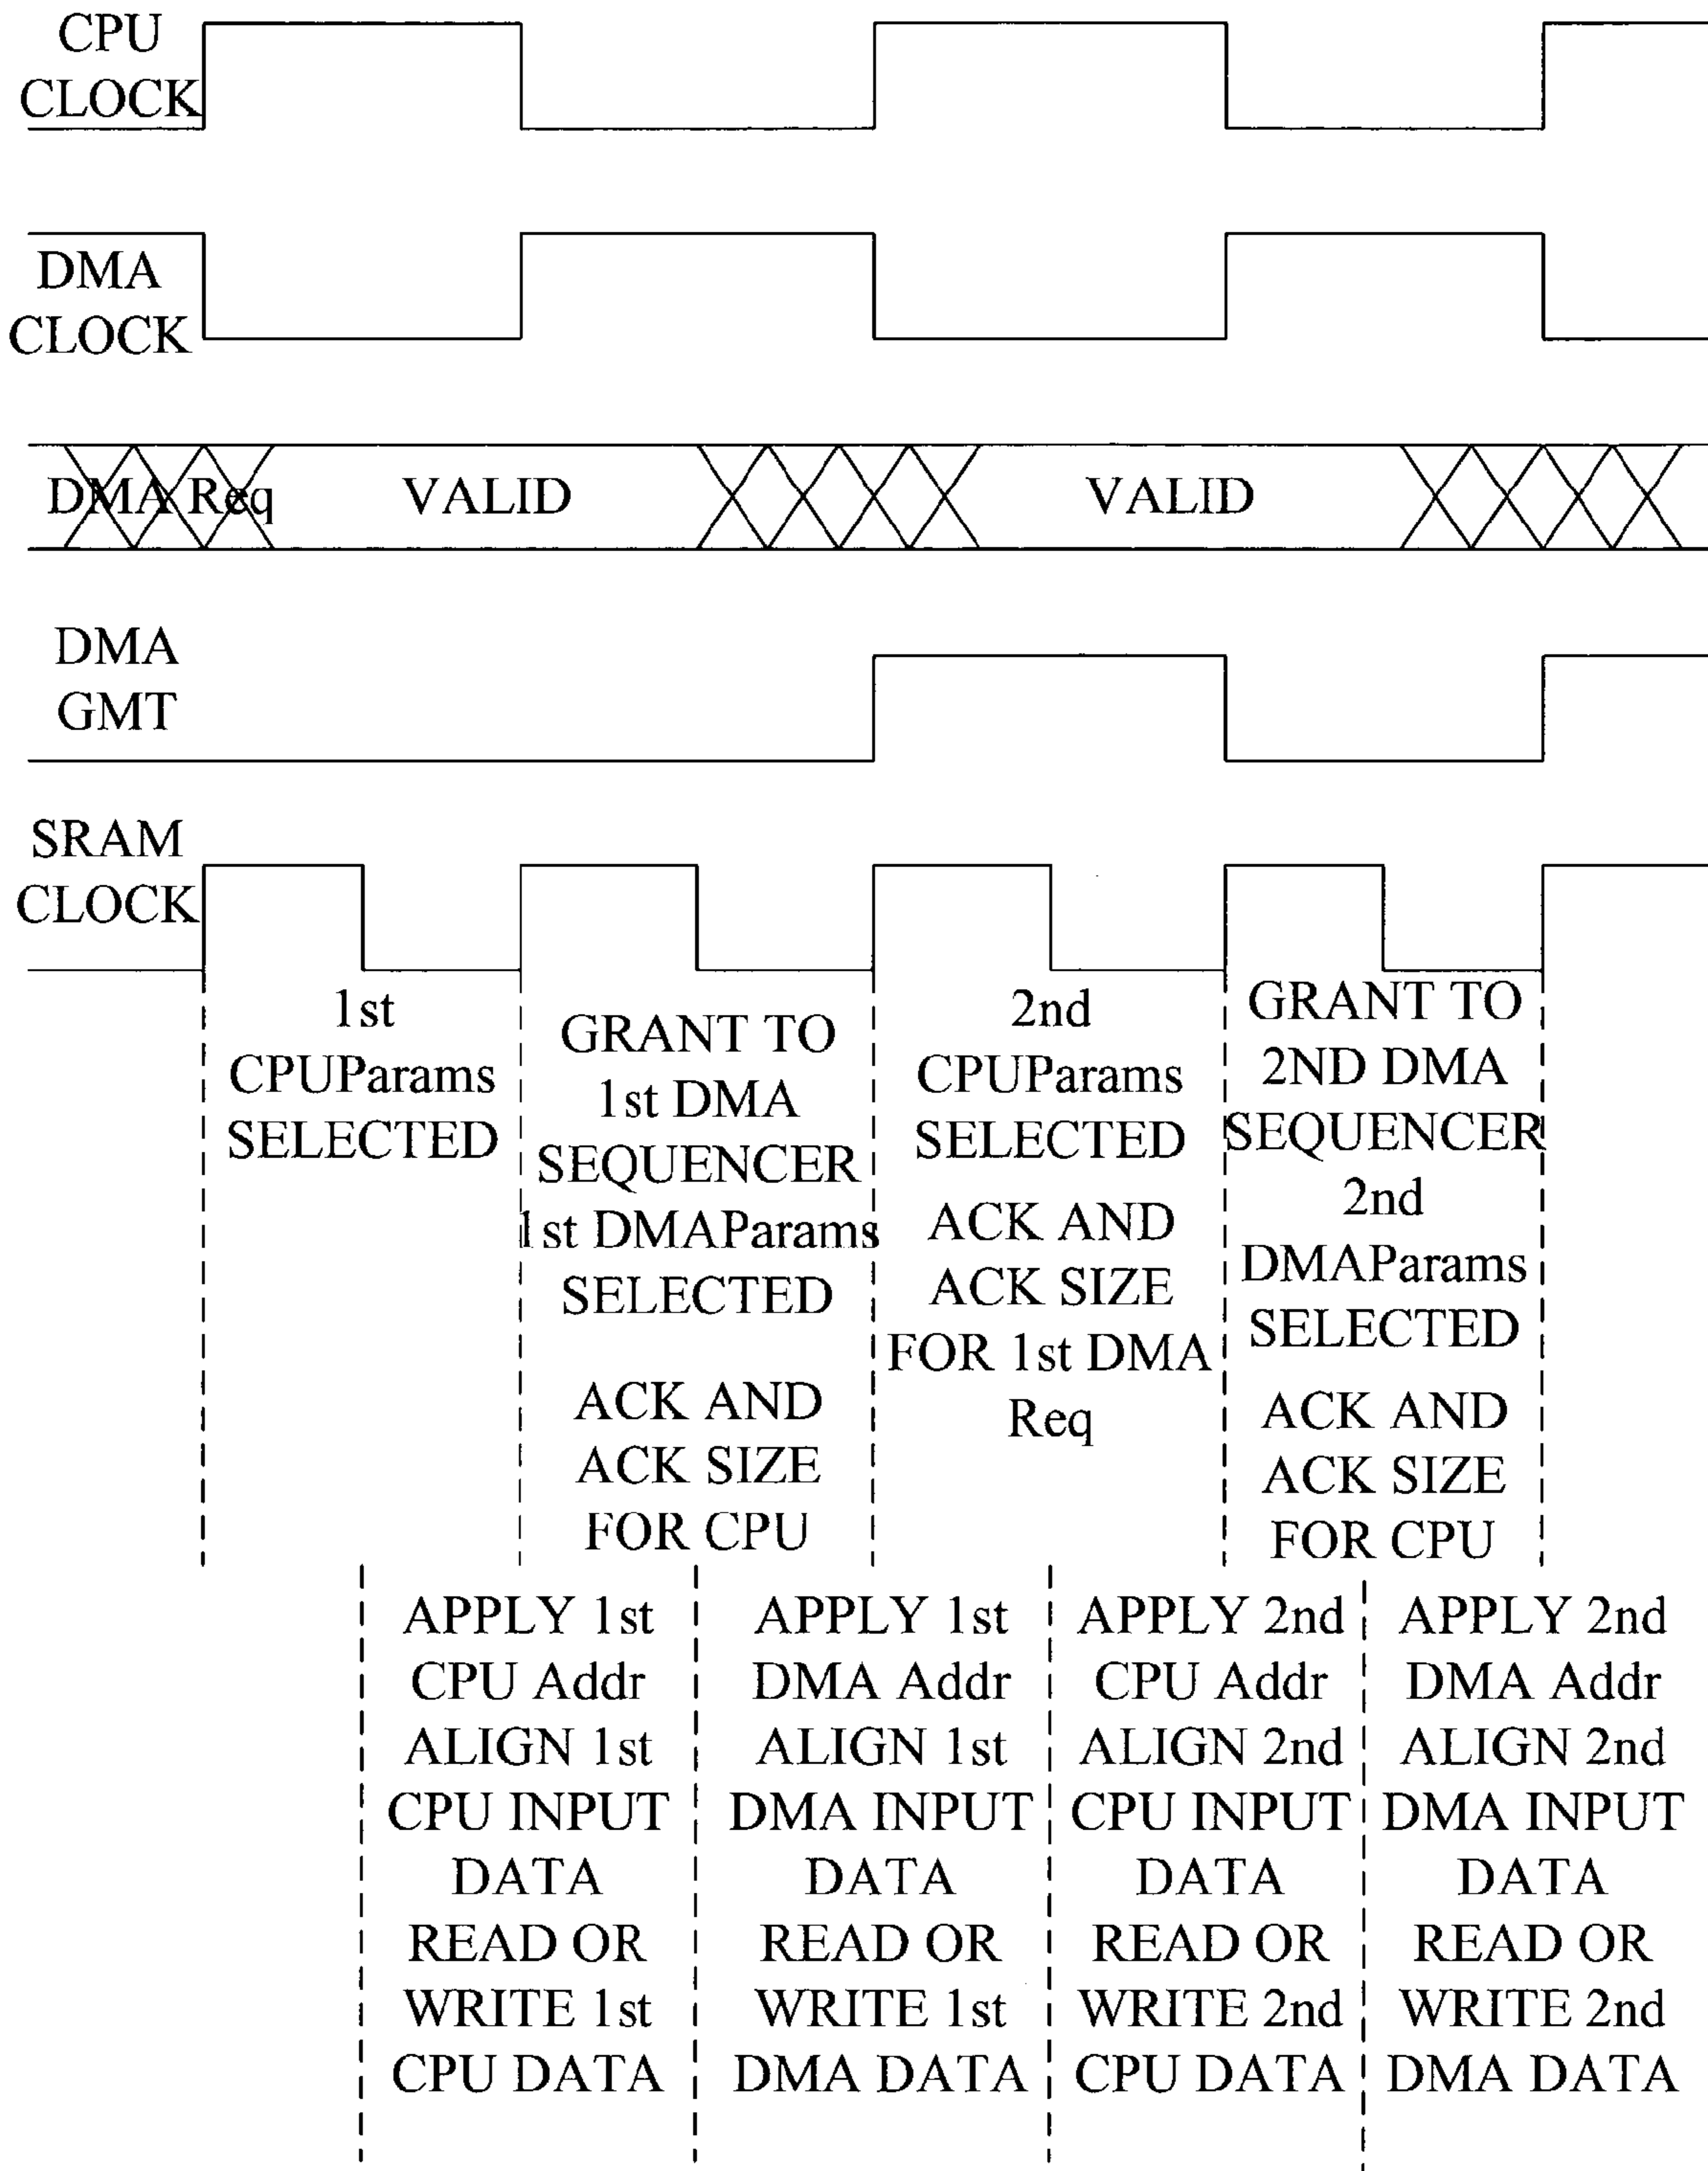 CPU
CLOCK
DMA
CLOCK
DMA Req VALID VALID
DMA
GMT
SRAM
CLOCK
1st
CPUParams
SELECTED
GRANT TO
1st DMA
SEQUENCER
1st DMAParams
SELECTED
ACK AND
ACK SIZE
FOR CPU
2nd
CPUParams
SELECTED
ACK AND
ACK SIZE
FOR 1st DMA
Req
GRANT TO
2ND DMA
SEQUENCER
2nd
DMAParams
SELECTED
ACK AND
ACK SIZE
FOR CPU
APPLY 1st
CPU Addr
ALIGN 1st
CPU INPUT
DATA
READ OR
WRITE 1st
CPU DATA
APPLY 1st
DMA Addr
ALIGN 1st
DMA INPUT
DATA
READ OR
WRITE 1st
DMA DATA
APPLY 2nd
CPU Addr
ALIGN 2nd
CPU INPUT
DATA
READ OR
WRITE 2nd
CPU DATA
APPLY 2nd
DMA Addr
ALIGN 2nd
DMA INPUT
DATA
READ OR
WRITE 2nd
DMA DATA